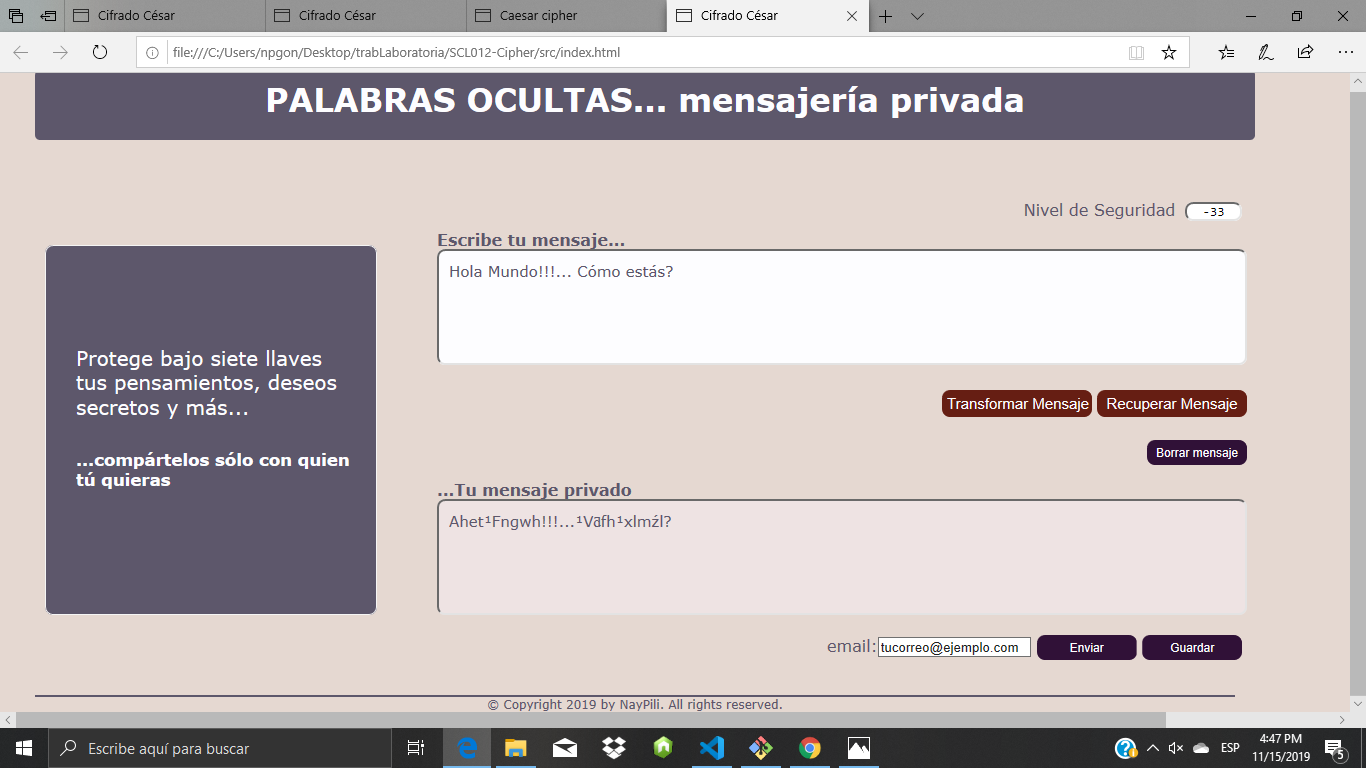 Cifrado César
Cifrado César
Caesar cipher
Cifrado César
file:///C:/Users/npgon/Desktop/trabLaboratoria/SCL012-Cipher/src/index.html
PALABRAS OCULTAS... mensajería privada
Nivel de Seguridad -33
Escribe tu mensaje...
Hola Mundo!!!... Cómo estás?
Protege bajo siete llaves
tus pensamientos, deseos
secretos y más...
...compártelos sólo con quien
tú quieras
Transformar Mensaje Recuperar Mensaje
Borrar mensaje
...Tu mensaje privado
Ahet¹Fngwh!!!...¹Vāfh¹xlmźl?
email: tucorreo@ejemplo.com Enviar Guardar
© Copyright 2019 by NayPili. All rights reserved.
Escribe aquí para buscar
ESP
4:47 PM
11/15/2019
5